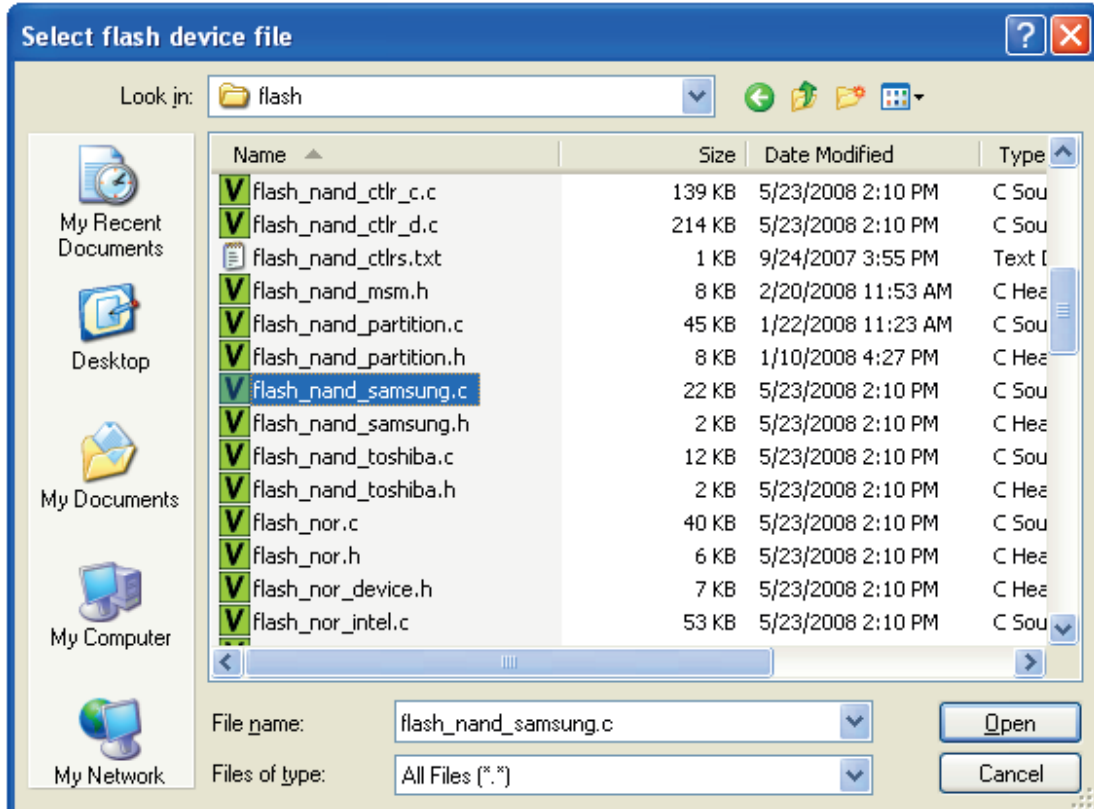 Select flash device file
Look in: flash
Name Size Date Modified Type
flash_nand_ctlr_c.c 139 KB 5/23/2008 2:10 PM C Sou
flash_nand_ctlr_d.c 214 KB 5/23/2008 2:10 PM C Sou
flash_nand_ctlrs.txt 1 KB 9/24/2007 3:55 PM Text D
flash_nand_msm.h 8 KB 2/20/2008 11:53 AM C Hea
flash_nand_partition.c 45 KB 1/22/2008 11:23 AM C Sou
flash_nand_partition.h 8 KB 1/10/2008 4:27 PM C Hea
flash_nand_samsung.c 22 KB 5/23/2008 2:10 PM C Sou
flash_nand_samsung.h 2 KB 5/23/2008 2:10 PM C Hea
flash_nand_toshiba.c 12 KB 5/23/2008 2:10 PM C Sou
flash_nand_toshiba.h 2 KB 5/23/2008 2:10 PM C Hea
flash_nor.c 40 KB 5/23/2008 2:10 PM C Sou
flash_nor.h 6 KB 5/23/2008 2:10 PM C Hea
flash_nor_device.h 7 KB 5/23/2008 2:10 PM C Hea
flash_nor_intel.c 53 KB 5/23/2008 2:10 PM C Sou
My Recent
Documents
Desktop
My Documents
My Computer
My Network
File name: flash_nand_samsung.c Open
Files of type: All Files (*.*) Cancel